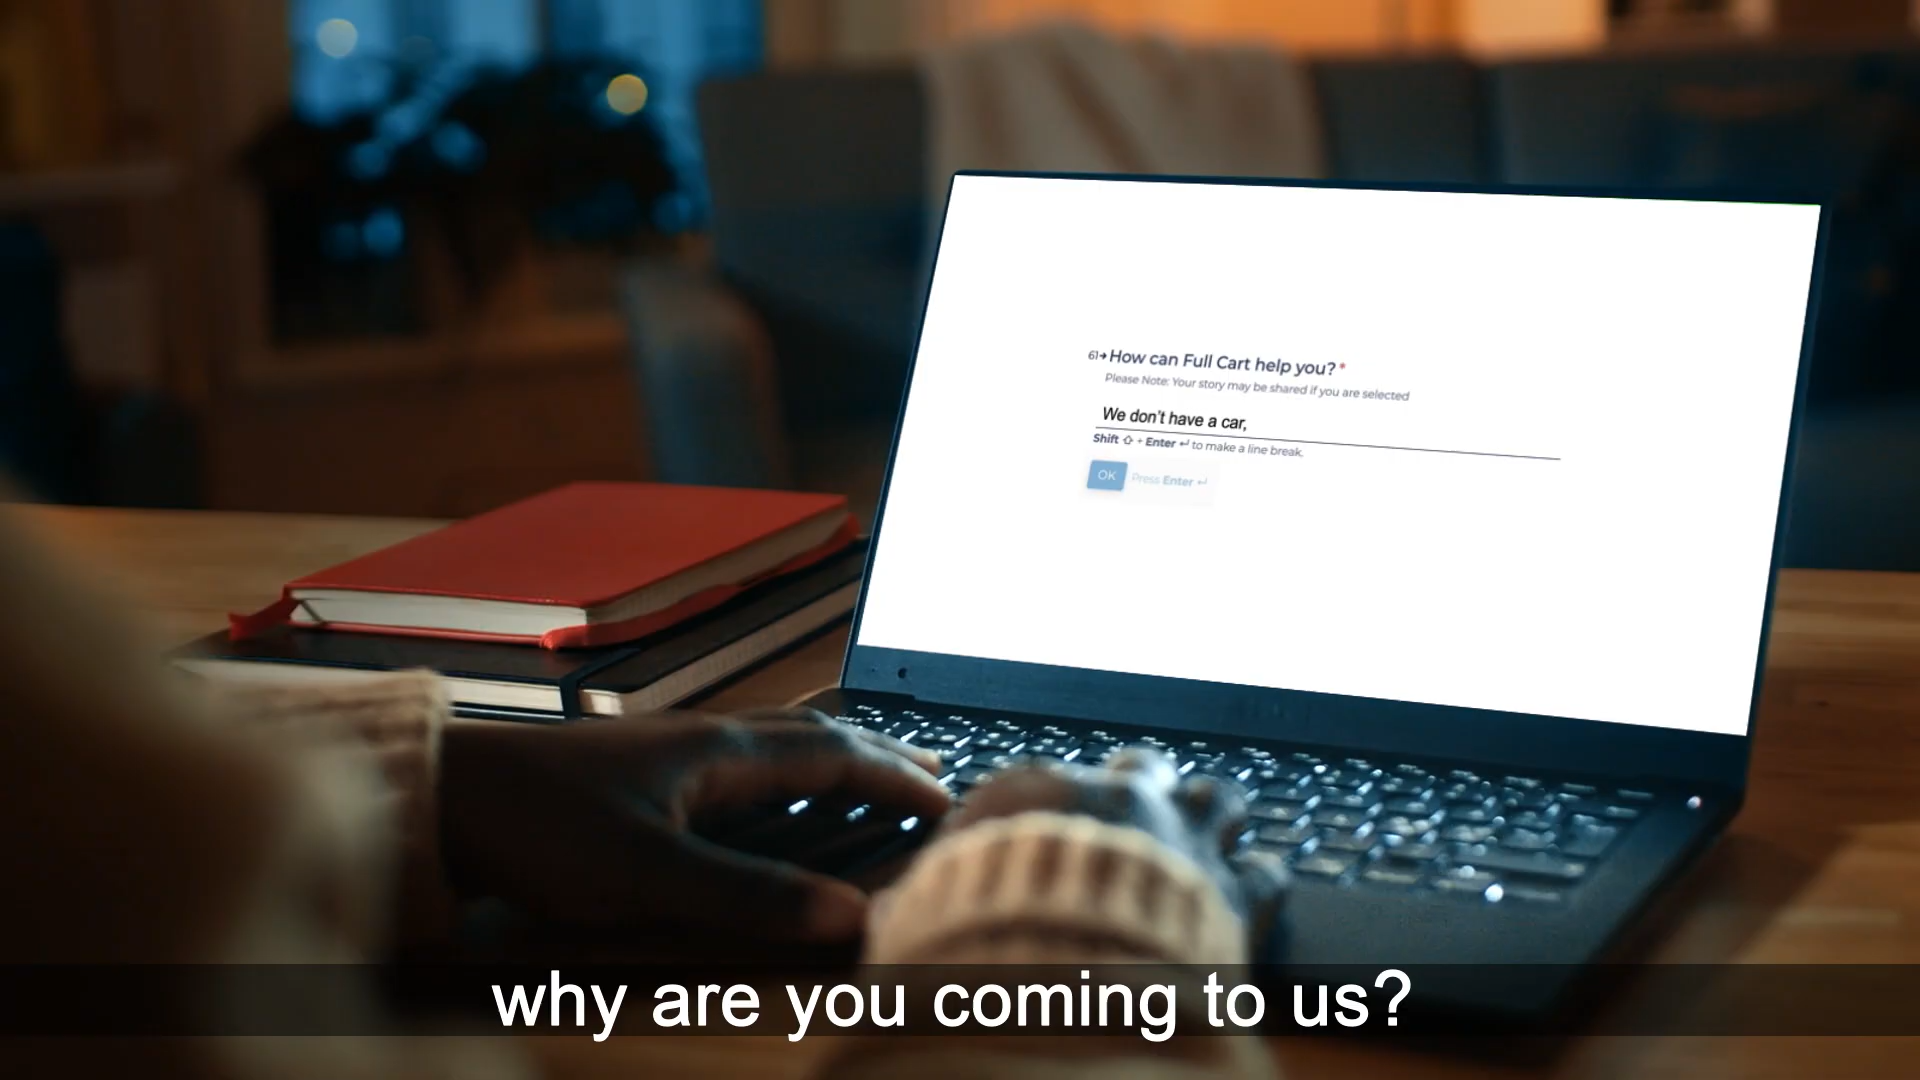 61→ How can Full Cart help you? *
Please Note: Your story may be shared if you are selected
We don't have a car,
Shift ⇧ + Enter ↵ to make a line break.
OK Press Enter ↵
why are you coming to us?